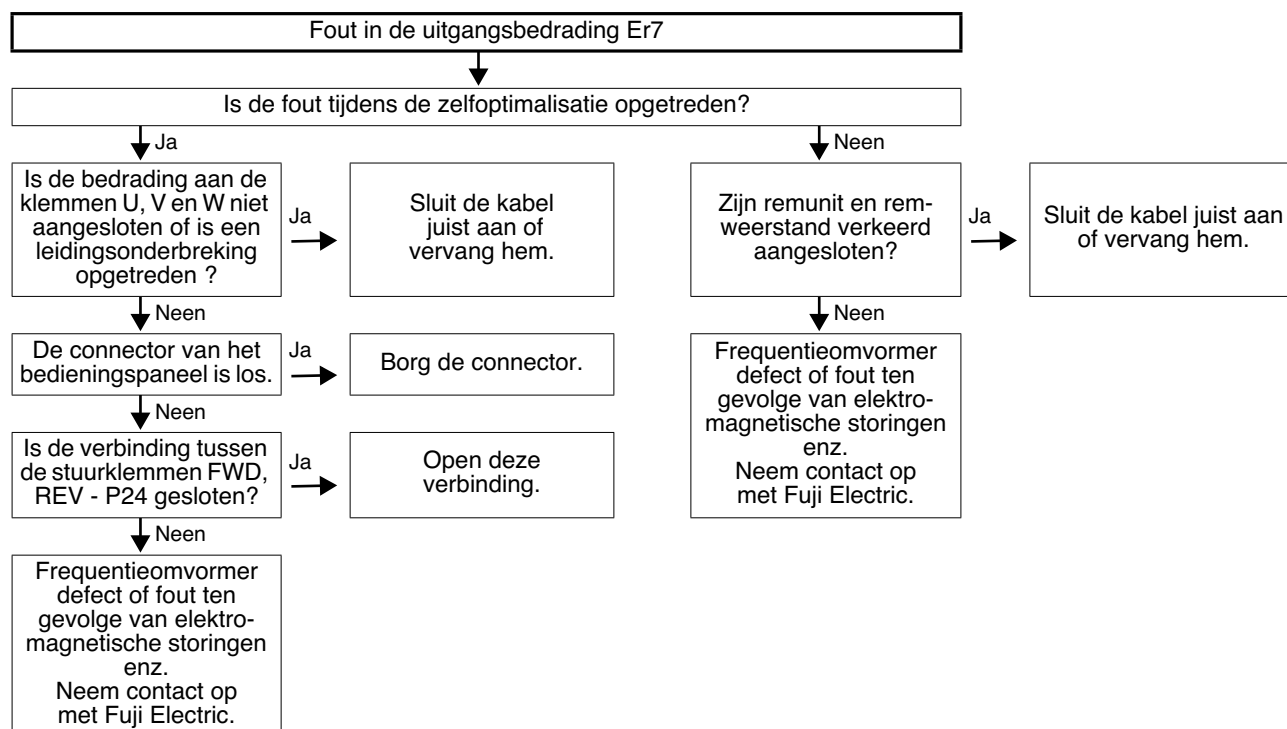 Fout in de uitgangsbedrading Er7
Is de fout tijdens de zelfoptimalisatie opgetreden?
Ja
Neen
Is de bedrading aan de
klemmen U, V en W niet
aangesloten of is een
leidingsonderbreking
opgetreden ?
Ja
Sluit de kabel
juist aan of
vervang hem.
Zijn remunit en rem-
weerstand verkeerd
aangesloten?
Ja
Sluit de kabel juist aan
of vervang hem.
Neen
Neen
De connector van het
bedieningspaneel is los.
Ja
Borg de connector.
Frequentieomvormer
defect of fout ten
gevolge van elektro-
magnetische storingen
enz.
Neem contact op
met Fuji Electric.
Neen
Is de verbinding tussen
de stuurklemmen FWD,
REV - P24 gesloten?
Ja
Open deze
verbinding.
Neen
Frequentieomvormer
defect of fout ten
gevolge van elektro-
magnetische storingen
enz.
Neem contact op
met Fuji Electric.